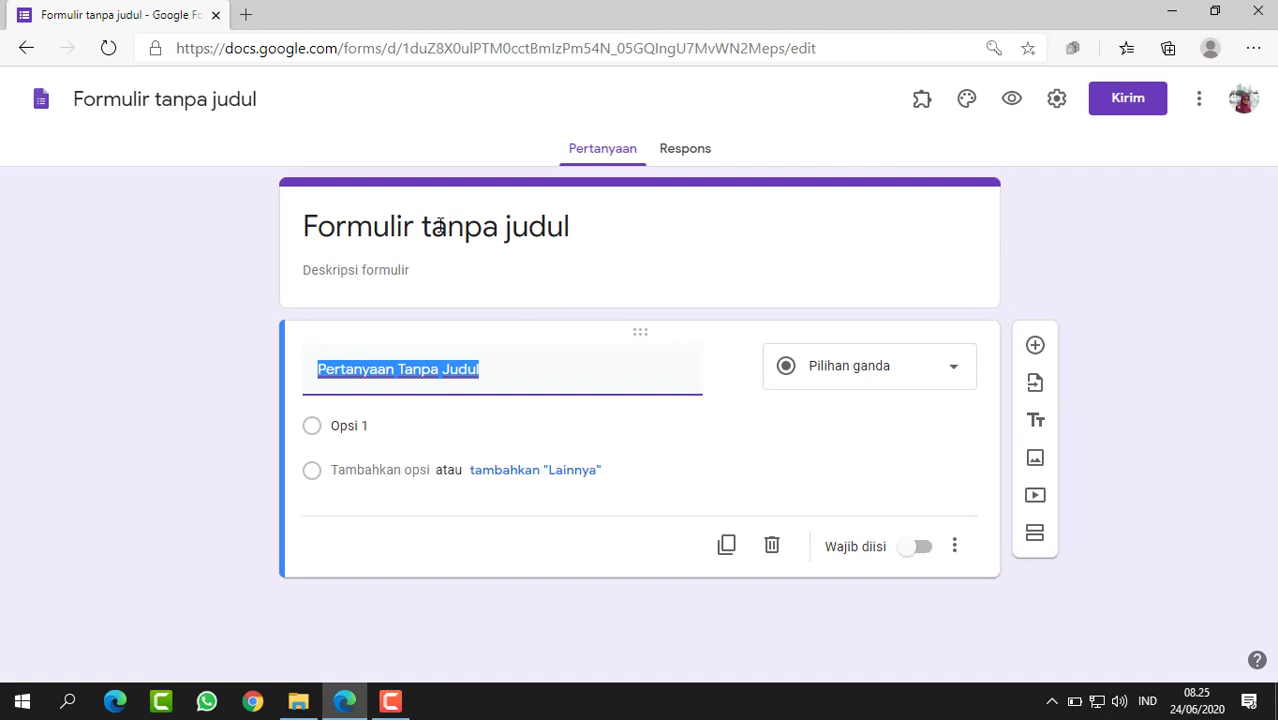 Formulir tanpa judul - Google Fo
https://docs.google.com/forms/d/1duZ8X0ulPTM0cctBmIzPm54N_05GQIngU7MvWN2Meps/edit
Formulir tanpa judul
Kirim
Pertanyaan Respons
Formulir tanpa judul
Deskripsi formulir
Pertanyaan Tanpa Judul
Pilihan ganda
Opsi 1
Tambahkan opsi atau tambahkan "Lainnya"
Wajib diisi
IND
08.25
24/06/2020